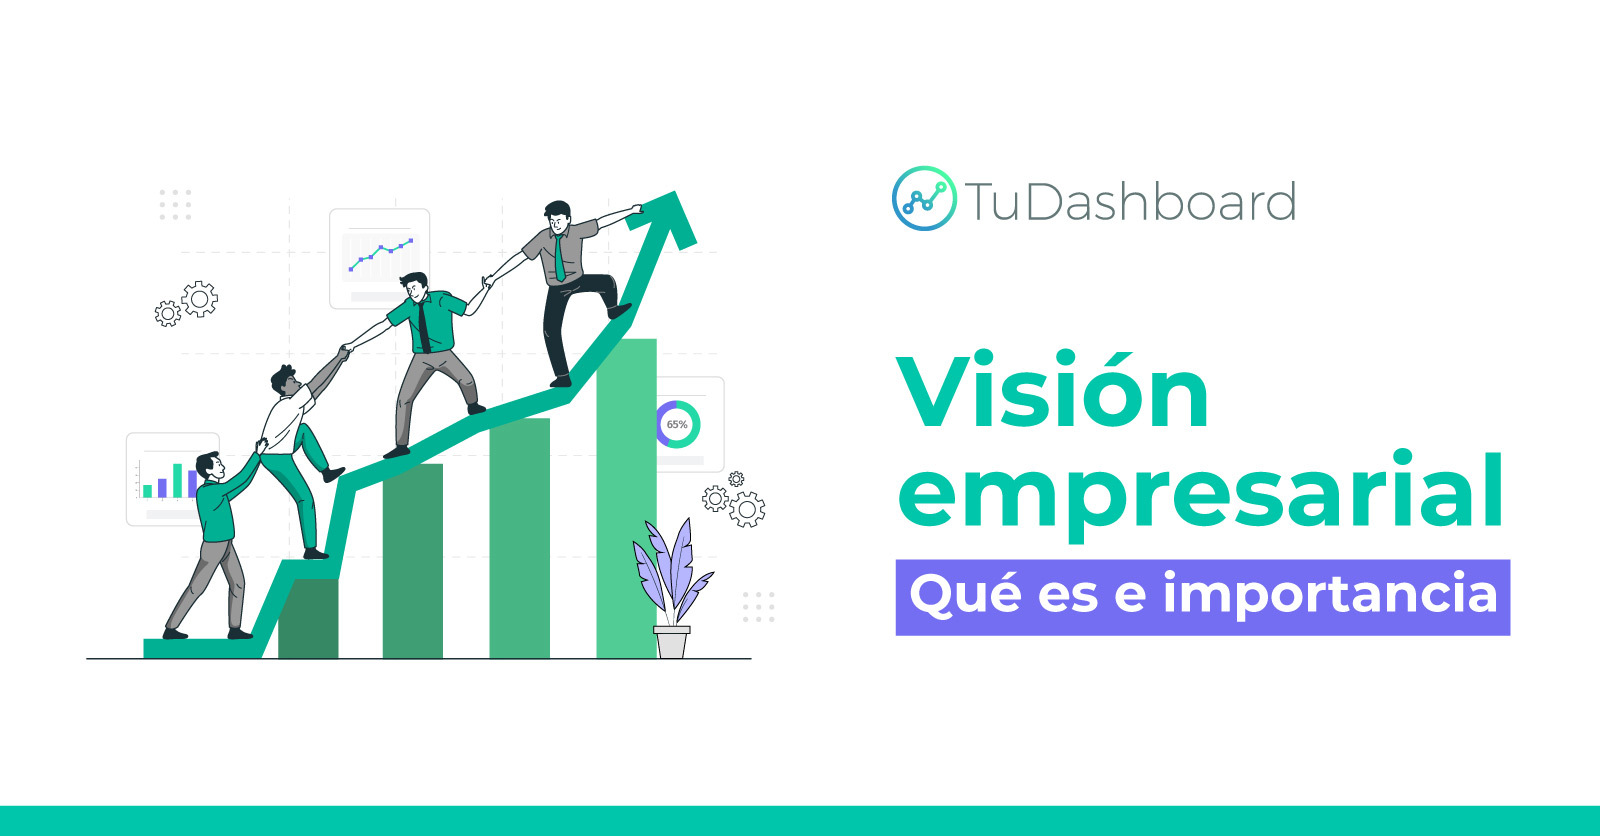 TuDashboard
Visión
empresarial
Qué es e importancia
65%